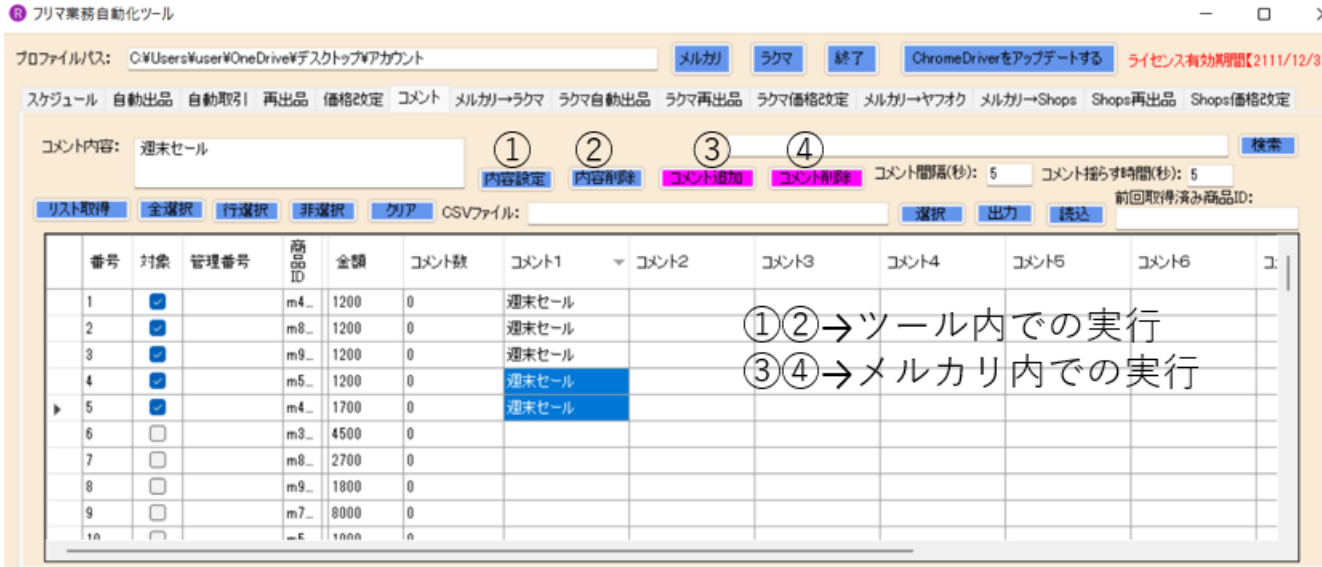 R フリマ業務自動化ツール
プロファイルパス: C:¥Users¥user¥OneDrive¥デスクトップ¥アカウント メルカリ ラクマ 終了 ChromeDriverをアップデートする ライセンス有効期間【2111/12/3
スケジュール 自動出品 自動取引 再出品 価格改定 コメント メルカリ→ラクマ ラクマ自動出品 ラクマ再出品 ラクマ価格改定 メルカリ→ヤフオク メルカリ→Shops Shops再出品 Shops価格改定
① ② ③ ④
コメント内容: 週末セール 検索
内容設定 内容削除 コメント追加 コメント削除 コメント間隔(秒): 5 コメント揺らす時間(秒): 5
リスト取得 全選択 行選択 非選択 クリア CSVファイル: 選択 出力 読込 前回取得済み商品ID:
番号 対象 管理番号 商品ID 金額 コメント数 コメント1 コメント2 コメント3 コメント4 コメント5 コメント6 コ
1 m4... 1200 0 週末セール
2 m8... 1200 0 週末セール
3 m9... 1200 0 週末セール
4 m5... 1200 0 週末セール
5 m4... 1700 0 週末セール
6 m3... 4500 0
7 m8... 2700 0
8 m9... 1800 0
9 m7... 8000 0
10 m5 1000 0
①②→ツール内での実行
③④→メルカリ内での実行